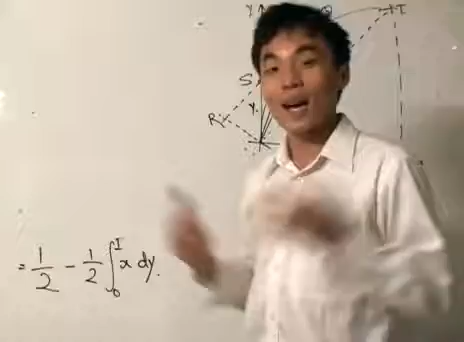 Y
Q
T
S
Y
R
= 1/2 - 1/2 ∫₀¹ x dy.